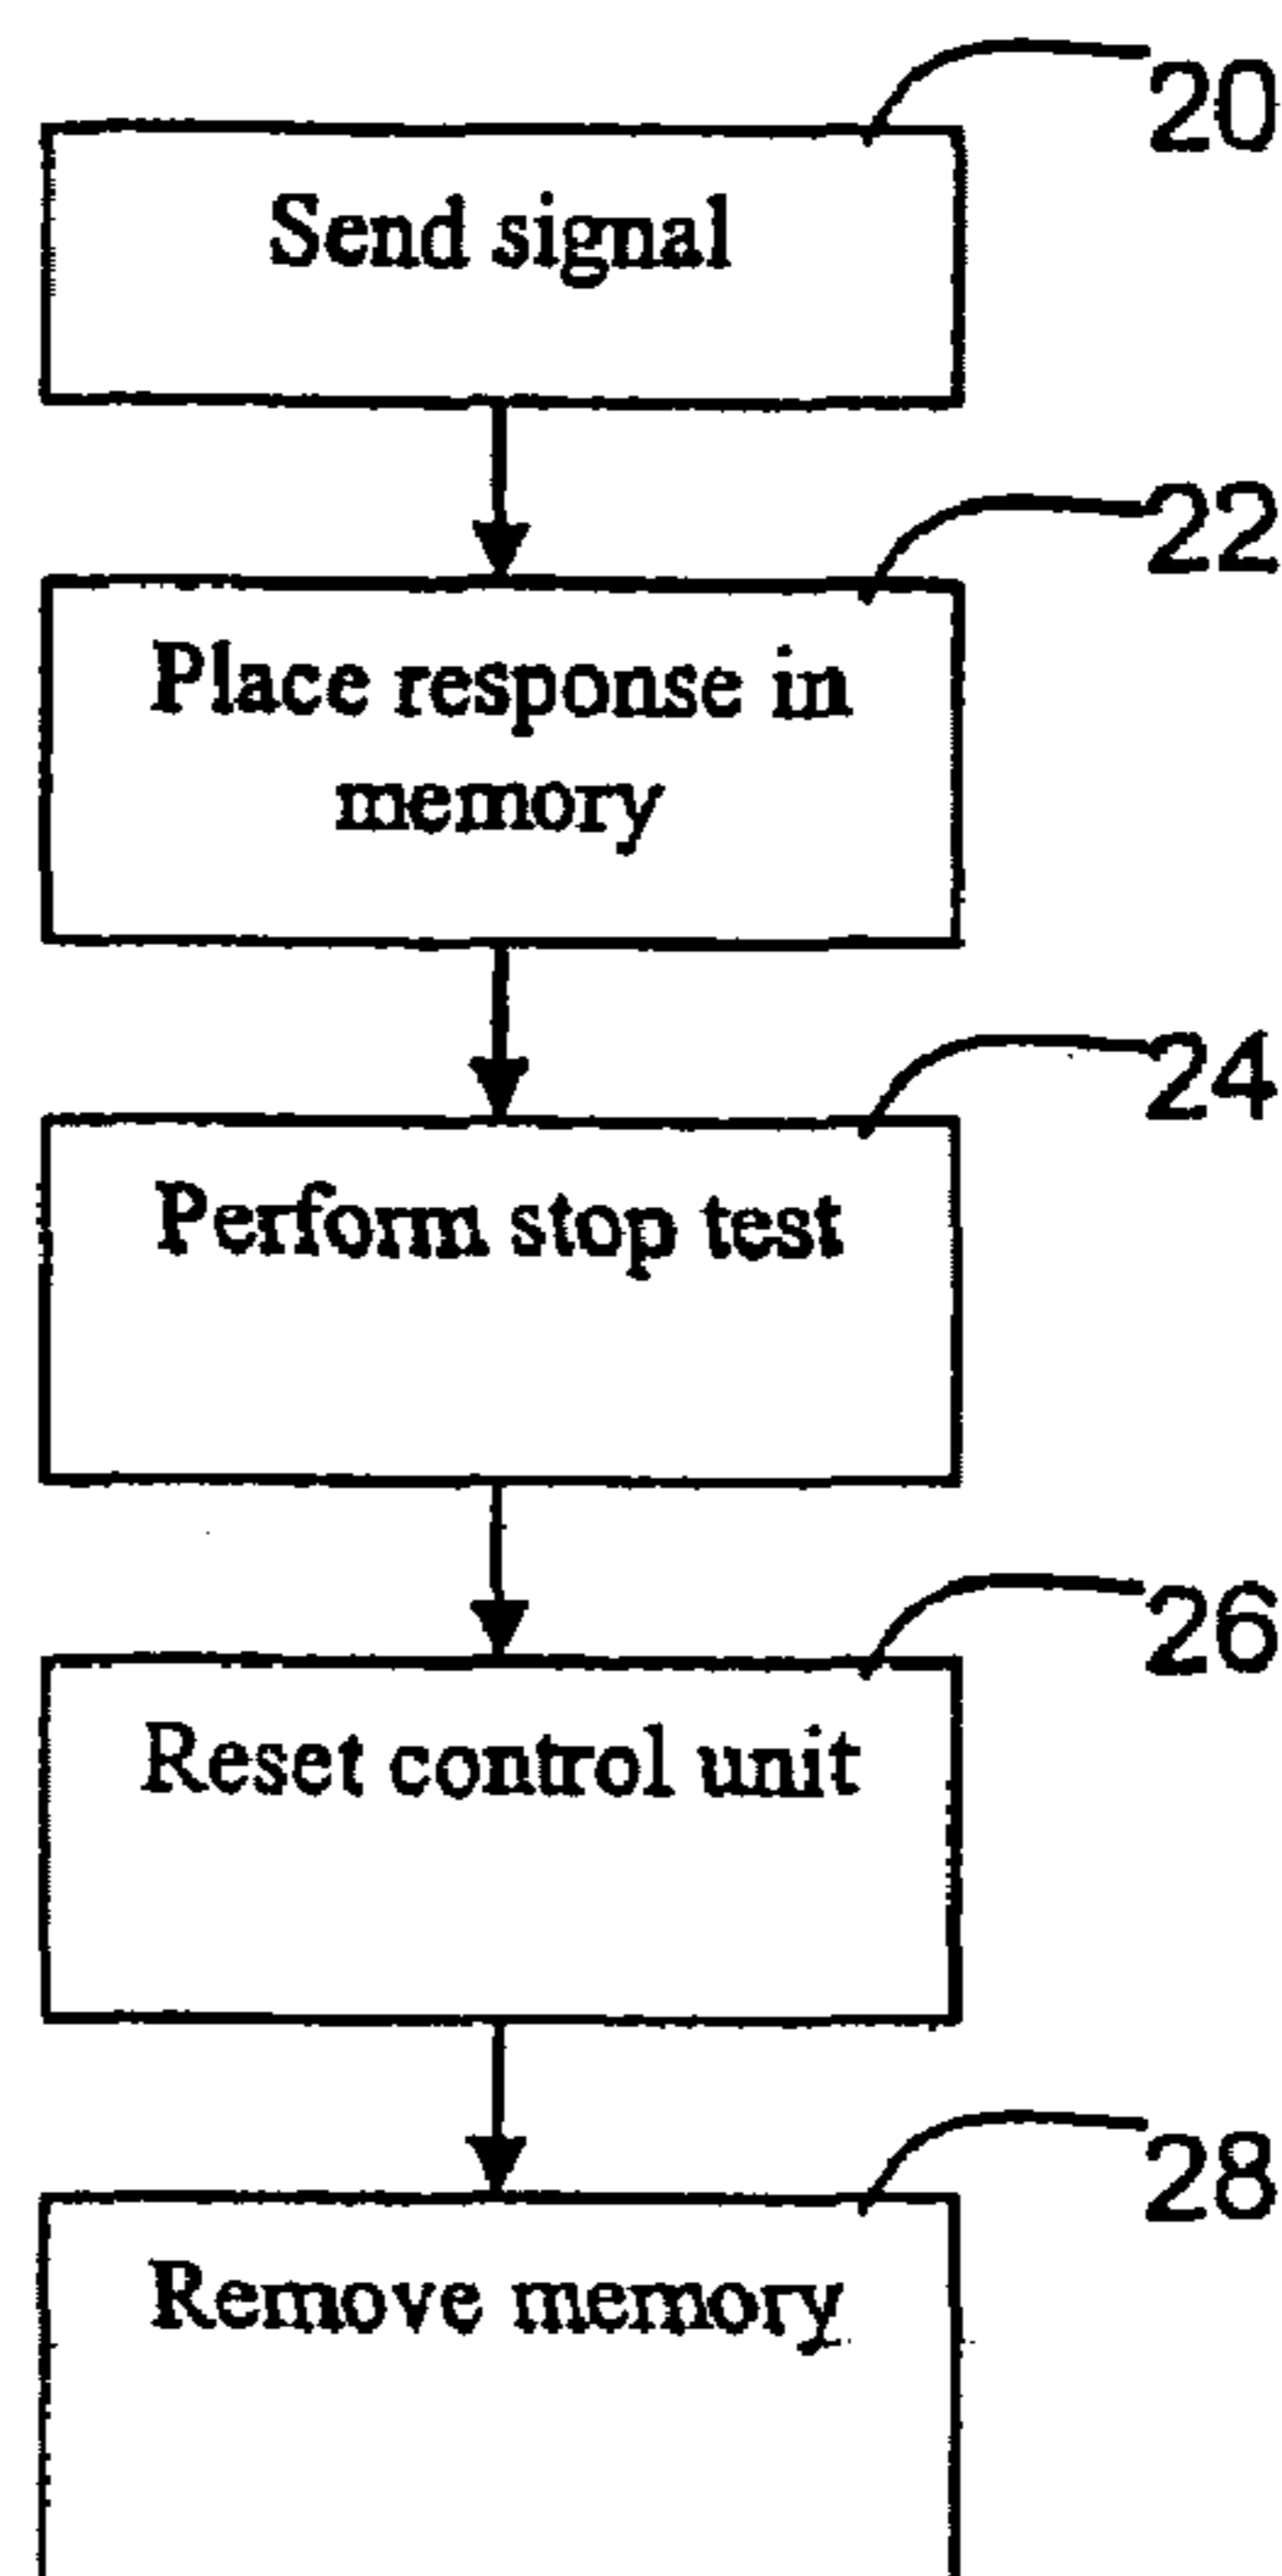 20
Send signal
22
Place response in
memory
24
Perform stop test
26
Reset control unit
28
Remove memory